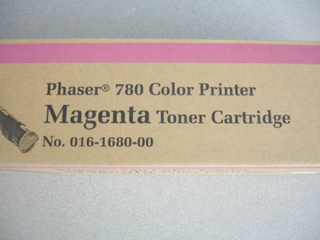 Phaser® 780 Color Printer
Magenta Toner Cartridge
No. 016-1680-00